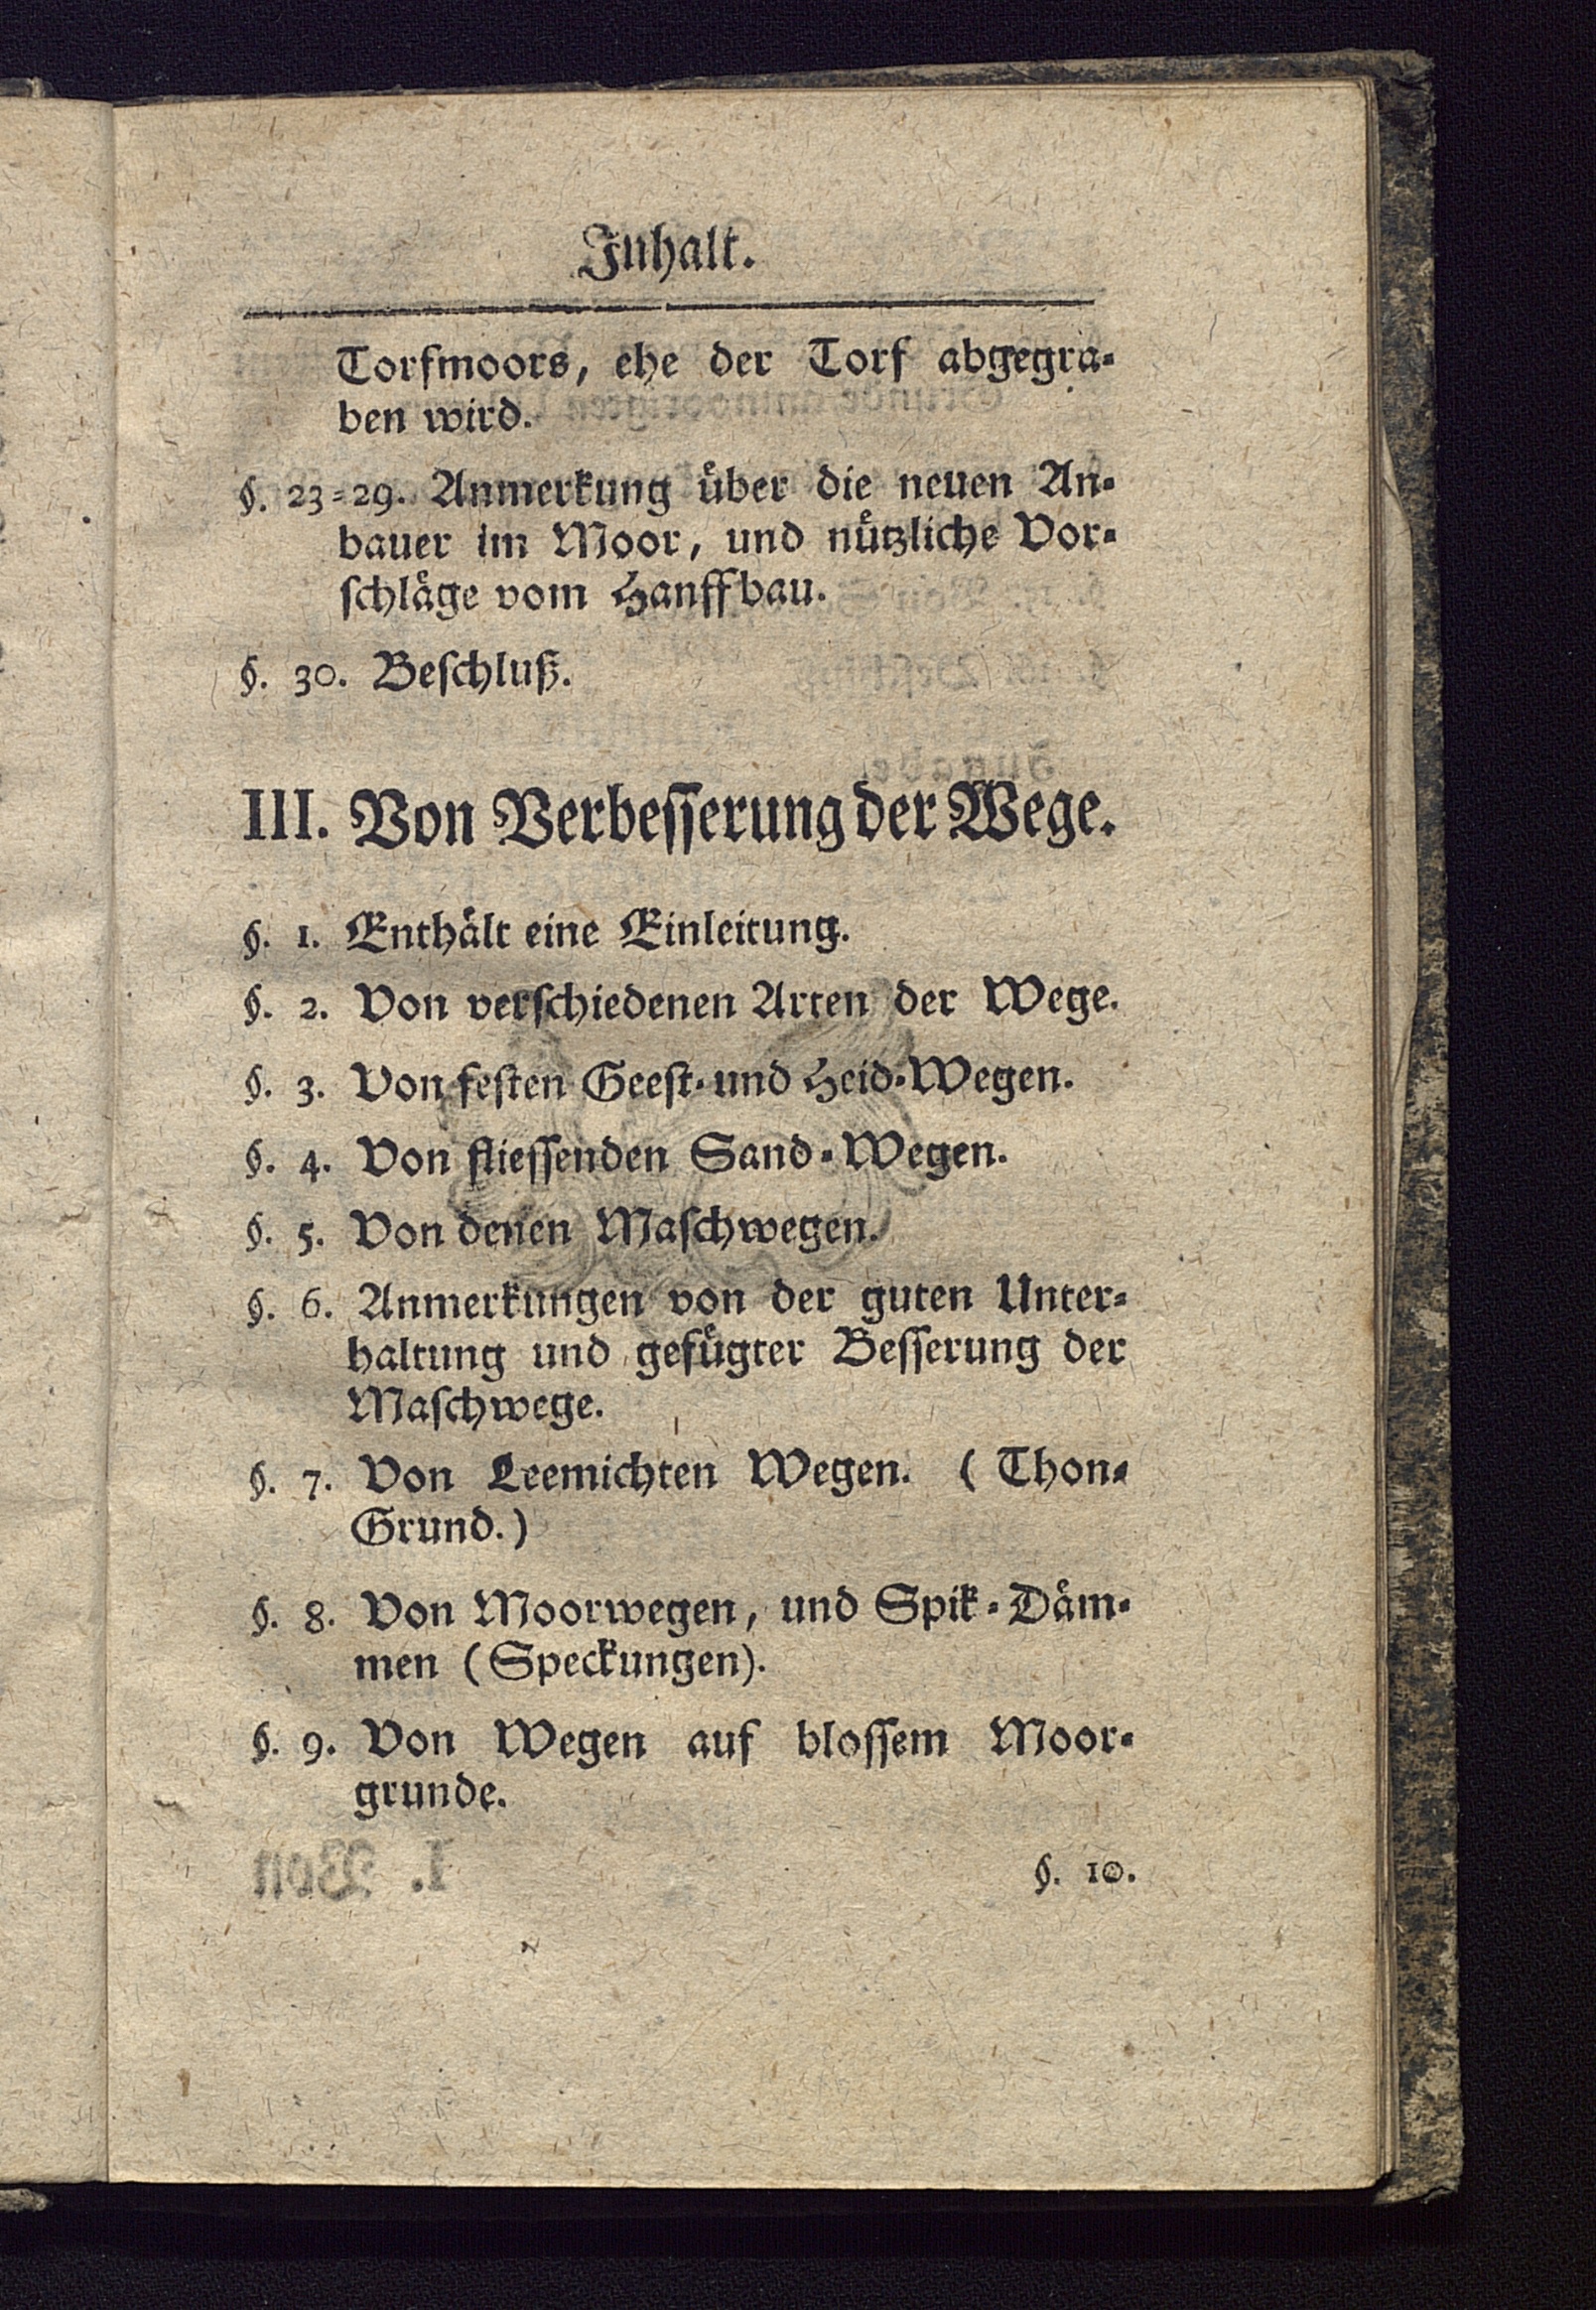 Inhalt.
Torfmoors, ehe der Torf abgegra-
ben wird.
§. 23-29. Anmerkung über die neuen An-
bauer im Moor, und nützliche Vor-
schläge vom Hanffbau.
§. 30. Beschluß.
III. Von Verbesserung der Wege.
§. 1. Enthält eine Einleitung.
§. 2. Von verschiedenen Arten der Wege.
§. 3. Von festen Geest- und Heid-Wegen.
§. 4. Von fliessenden Sand-Wegen.
§. 5. Von denen Maschwegen.
§. 6. Anmerkungen von der guten Unter-
haltung und gefügter Besserung der
Maschwege.
§. 7. Von Leemichten Wegen. (Thon-
Grund.)
§. 8. Von Moorwegen, und Spik-Däm-
men (Speckungen).
§. 9. Von Wegen auf blossem Moor-
grunde.
§. 10.